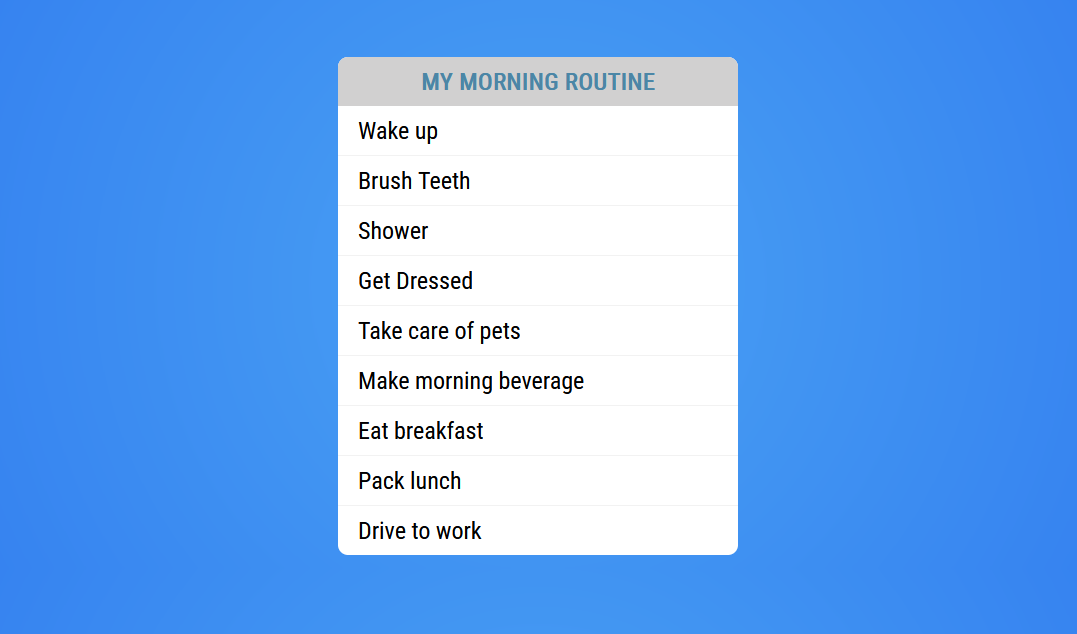 MY MORNING ROUTINE
Wake up
Brush Teeth
Shower
Get Dressed
Take care of pets
Make morning beverage
Eat breakfast
Pack lunch
Drive to work